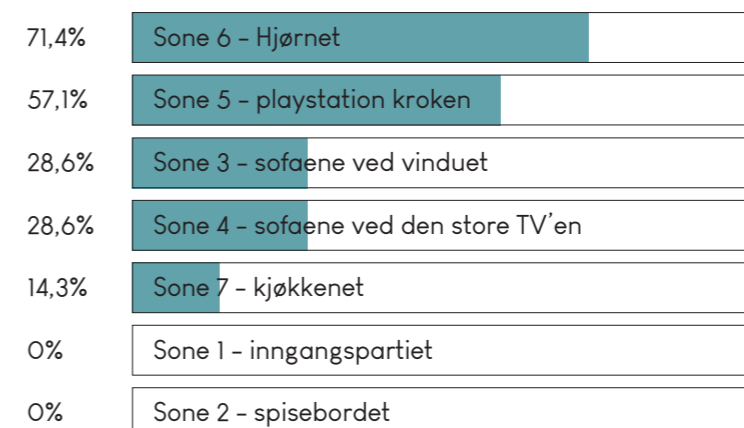 71,4% Sone 6 – Hjørnet
57,1% Sone 5 – playstation kroken
28,6% Sone 3 – sofaene ved vinduet
28,6% Sone 4 – sofaene ved den store TV’en
14,3% Sone 7 – kjøkkenet
0% Sone 1 – inngangspartiet
0% Sone 2 – spisebordet